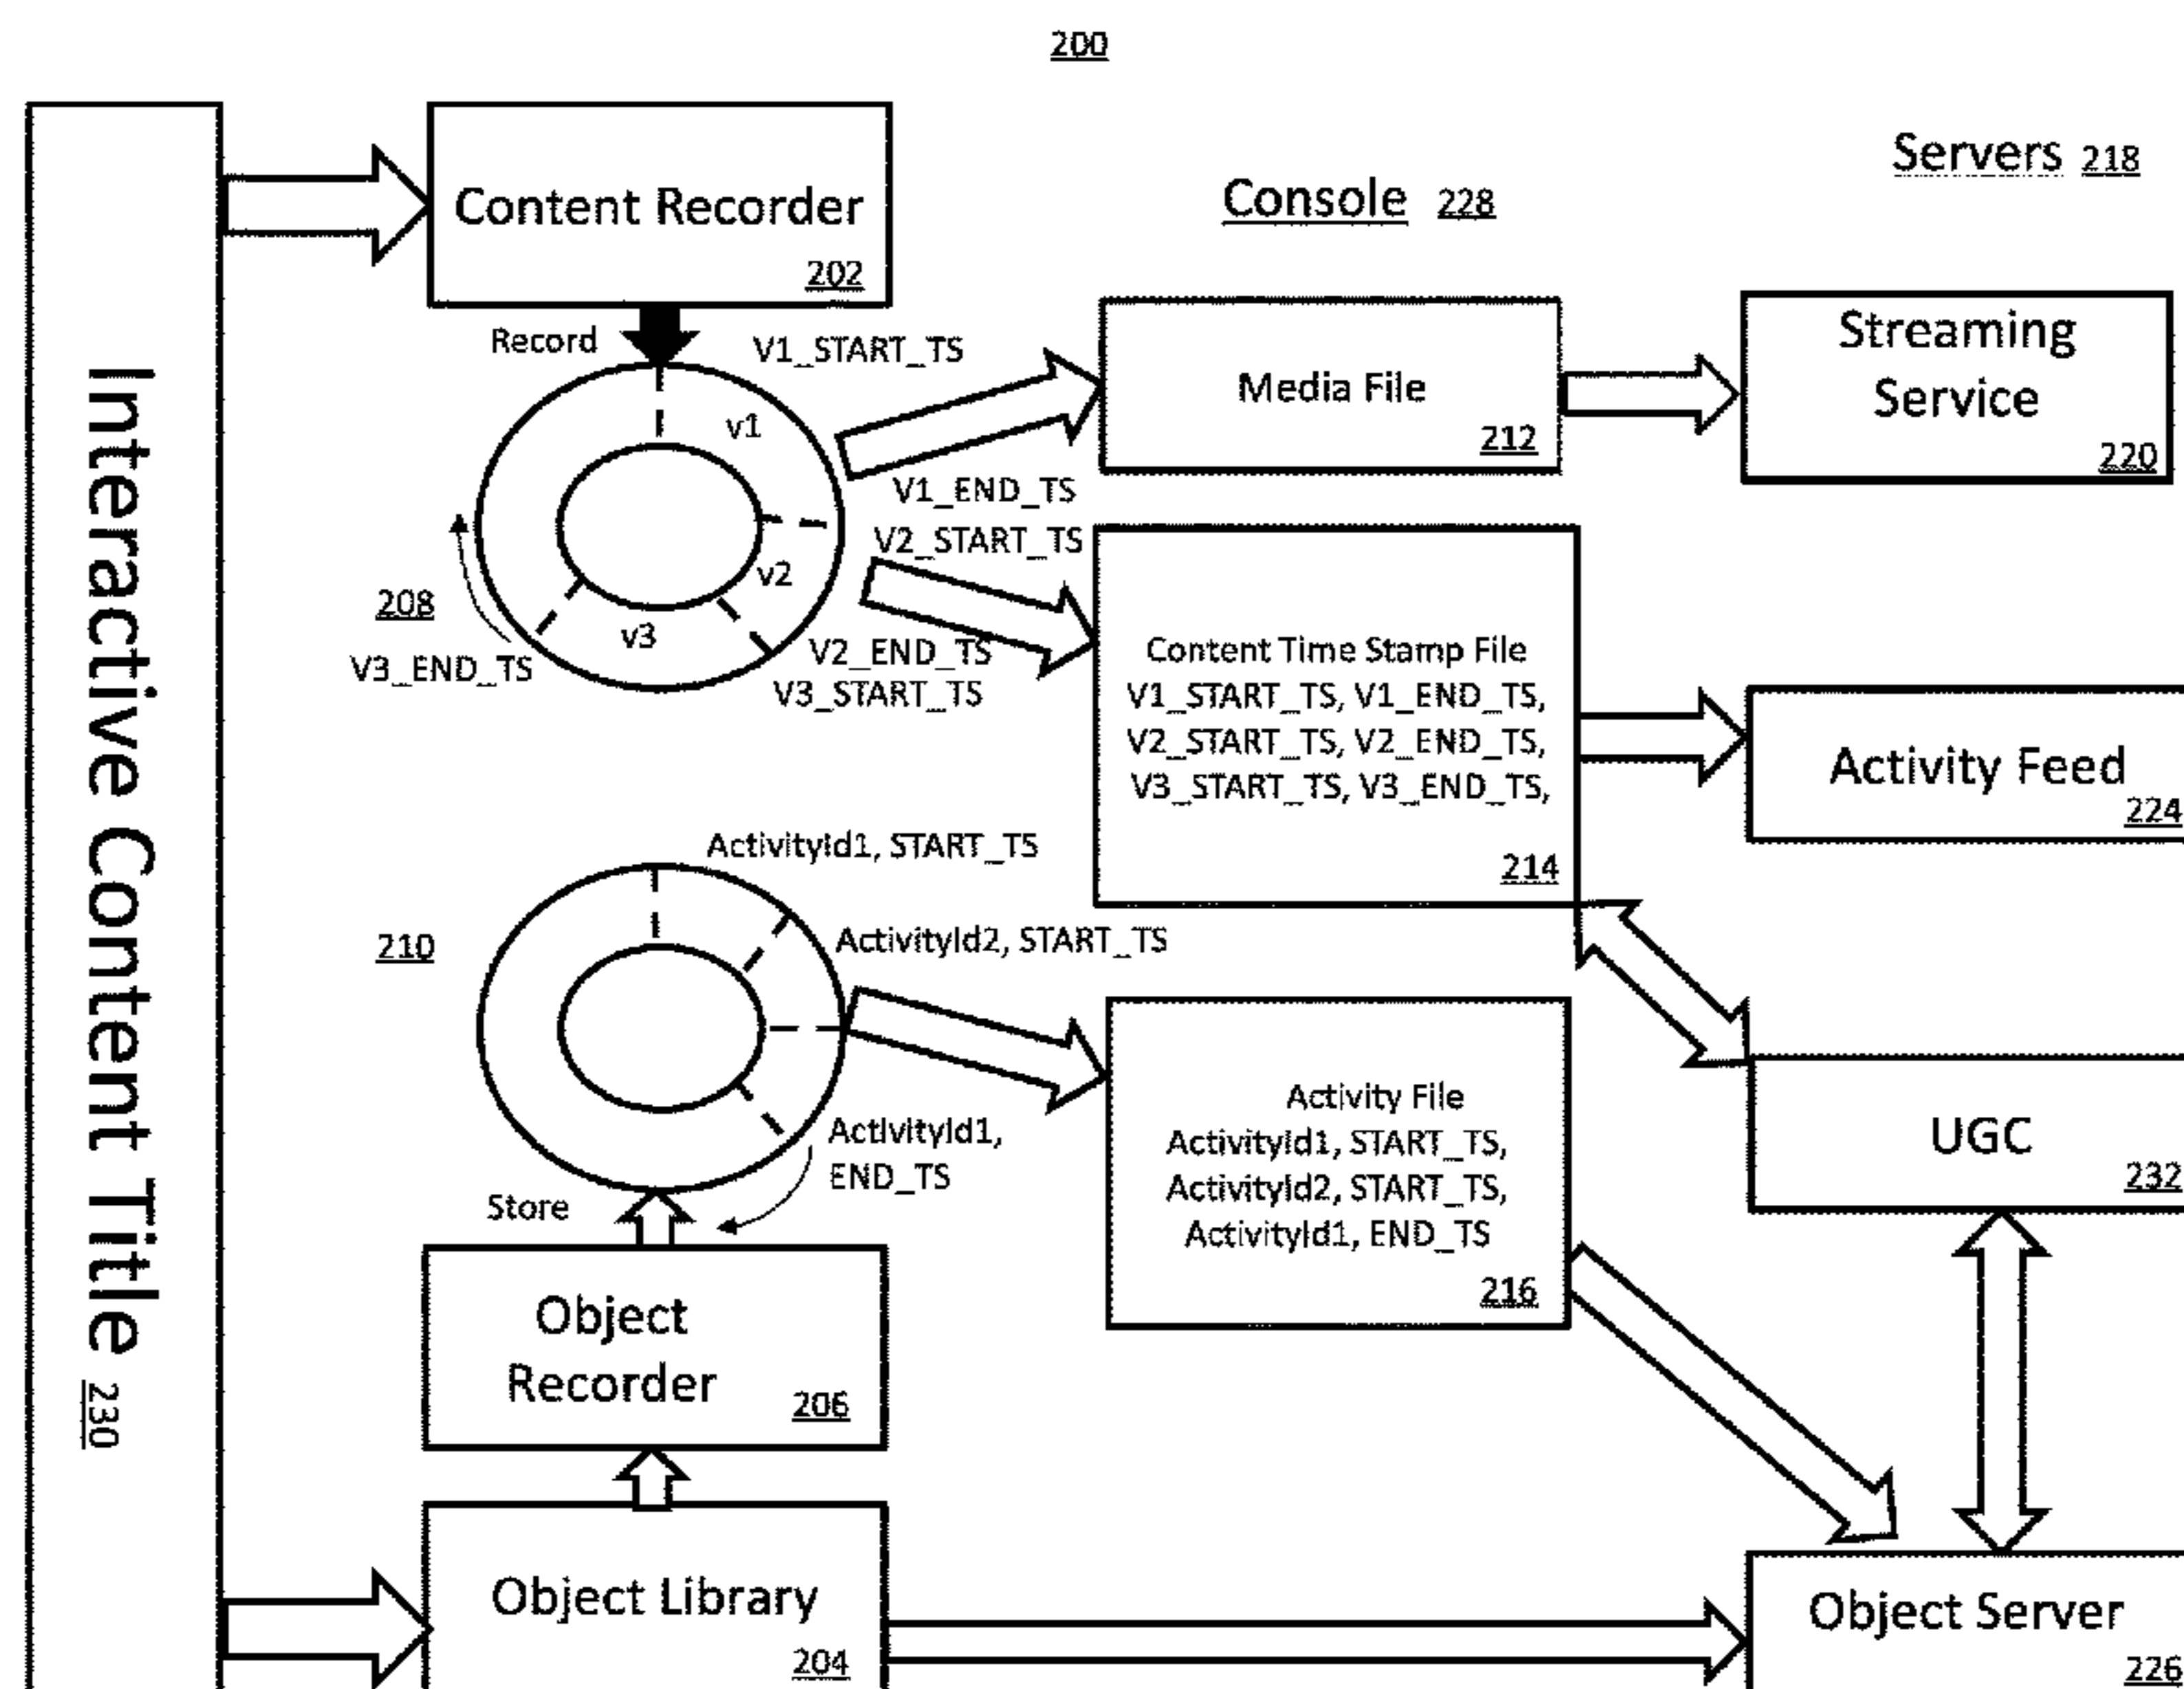 200
Interactive Content Title 230
Content Recorder
202
Console 228
Servers 218
Record
V1_START_TS
v1
V1_END_TS
V2_START_TS
v2
208
v3
V3_END_TS
V2_END_TS
V3_START_TS
Media File
212
Streaming
Service
220
Content Time Stamp File
V1_START_TS, V1_END_TS,
V2_START_TS, V2_END_TS,
V3_START_TS, V3_END_TS,
214
Activity Feed
224
ActivityId1, START_TS
210
ActivityId2, START_TS
ActivityId1,
END_TS
Store
Activity File
ActivityId1, START_TS,
ActivityId2, START_TS,
ActivityId1, END_TS
216
UGC
232
Object
Recorder
206
Object Library
204
Object Server
226